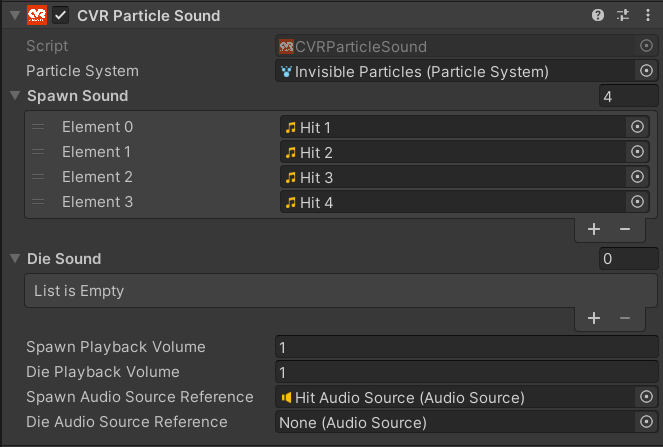 CVR Particle Sound
Script CVRParticleSound
Particle System Invisible Particles (Particle System)
Spawn Sound 4
Element 0 Hit 1
Element 1 Hit 2
Element 2 Hit 3
Element 3 Hit 4
+ −
Die Sound 0
List is Empty
+ −
Spawn Playback Volume 1
Die Playback Volume 1
Spawn Audio Source Reference Hit Audio Source (Audio Source)
Die Audio Source Reference None (Audio Source)